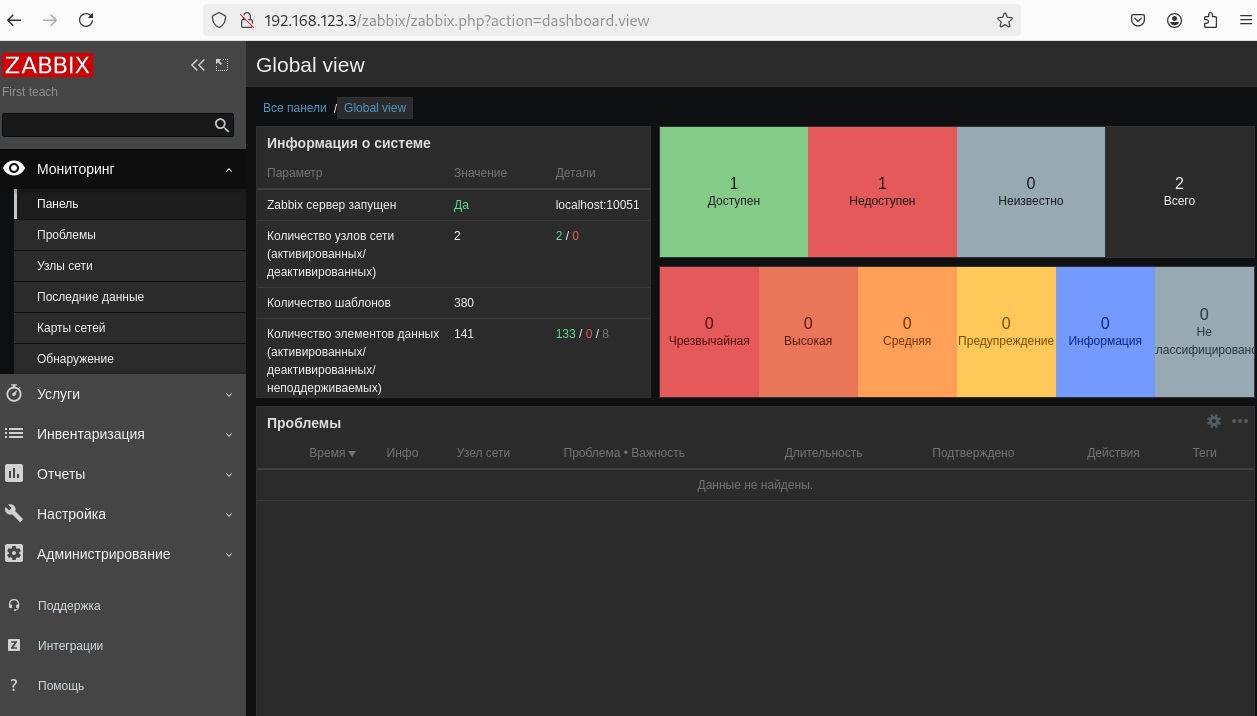 192.168.123.3/zabbix/zabbix.php?action=dashboard.view
ZABBIX
First teach
Мониторинг
Панель
Проблемы
Узлы сети
Последние данные
Карты сетей
Обнаружение
Услуги
Инвентаризация
Отчеты
Настройка
Администрирование
Поддержка
Z Интеграции
? Помощь
Global view
Все панели / Global view
Информация о системе
Параметр Значение Детали
Zabbix сервер запущен Да localhost:10051
Количество узлов сети 2 2 / 0
(активированных/
деактивированных)
Количество шаблонов 380
Количество элементов данных 141 133 / 0 / 8
(активированных/
деактивированных/
неподдерживаемых)
1 1 0 2
Доступен Недоступен Неизвестно Всего
0 0 0 0 0 0
Чрезвычайная Высокая Средняя Предупреждение Информация Не
лассифицировано
Проблемы
Время Инфо Узел сети Проблема • Важность Длительность Подтверждено Действия Теги
Данные не найдены.